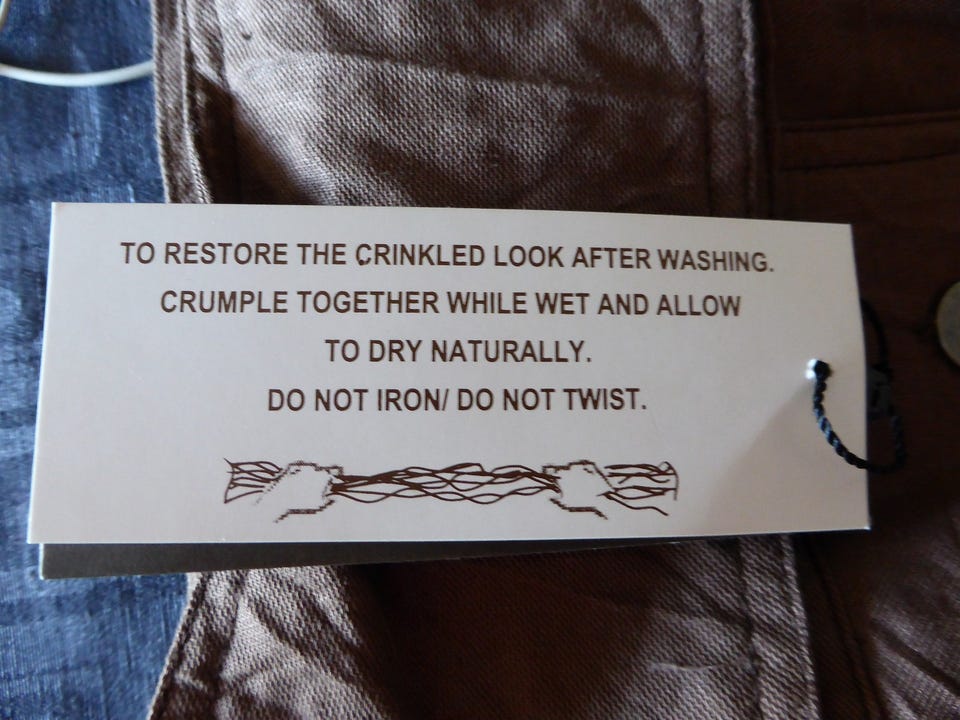 TO RESTORE THE CRINKLED LOOK AFTER WASHING.
CRUMPLE TOGETHER WHILE WET AND ALLOW
TO DRY NATURALLY.
DO NOT IRON/ DO NOT TWIST.